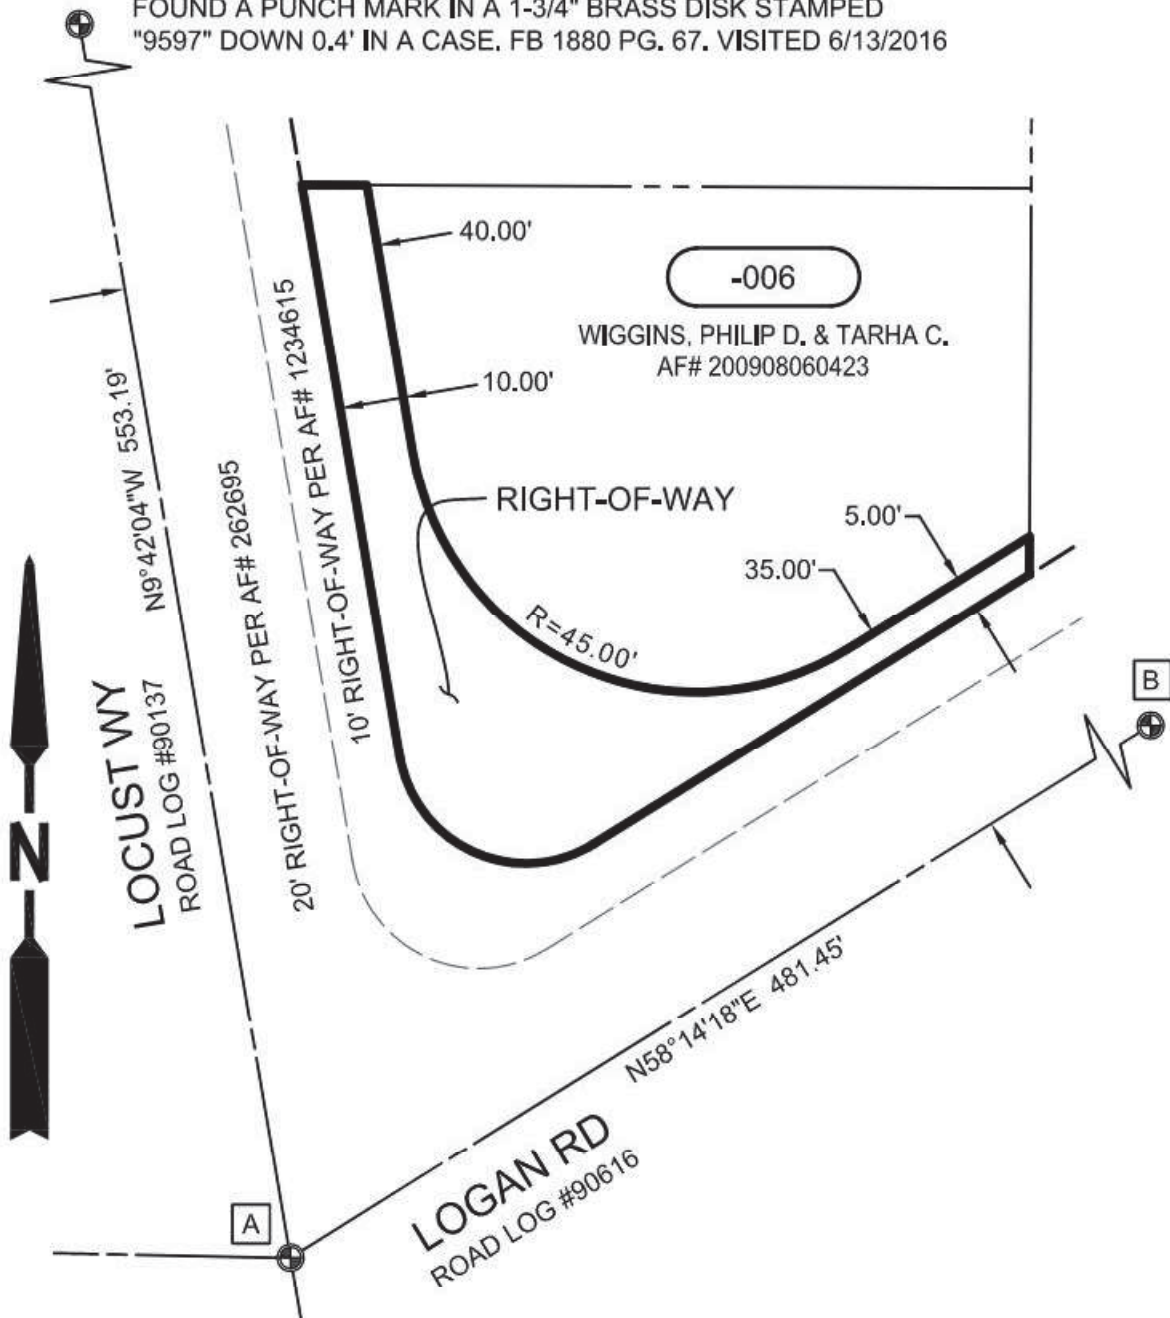 FOUND A PUNCH MARK IN A 1-3/4" BRASS DISK STAMPED
"9597" DOWN 0.4' IN A CASE. FB 1880 PG. 67. VISITED 6/13/2016
40.00'
-006
WIGGINS, PHILIP D. & TARHA C.
AF# 200908060423
10.00'
RIGHT-OF-WAY
5.00'
35.00'
R=45.00'
N9°42'04"W 553.19'
20' RIGHT-OF-WAY PER AF# 262695
10' RIGHT-OF-WAY PER AF# 1234615
LOCUST WY
ROAD LOG #90137
N
B
N58°14'18"E 481.45'
LOGAN RD
ROAD LOG #90616
A